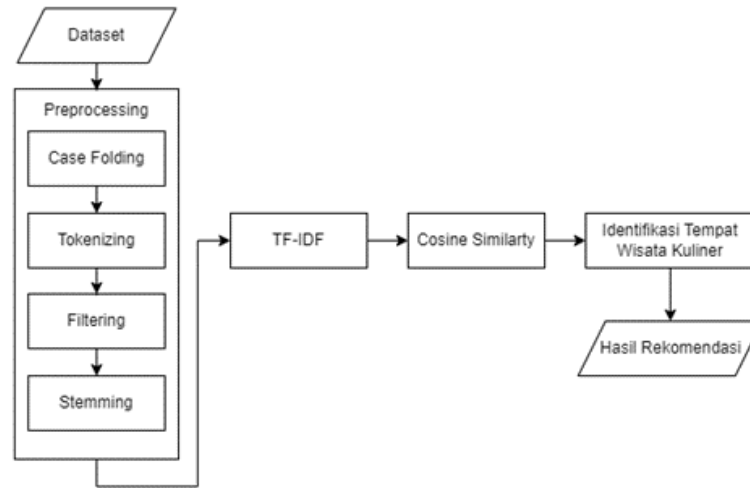 Dataset
Preprocessing
Case Folding
Tokenizing
Filtering
Stemming
TF-IDF
Cosine Similarty
Identifikasi Tempat
Wisata Kuliner
Hasil Rekomendasi